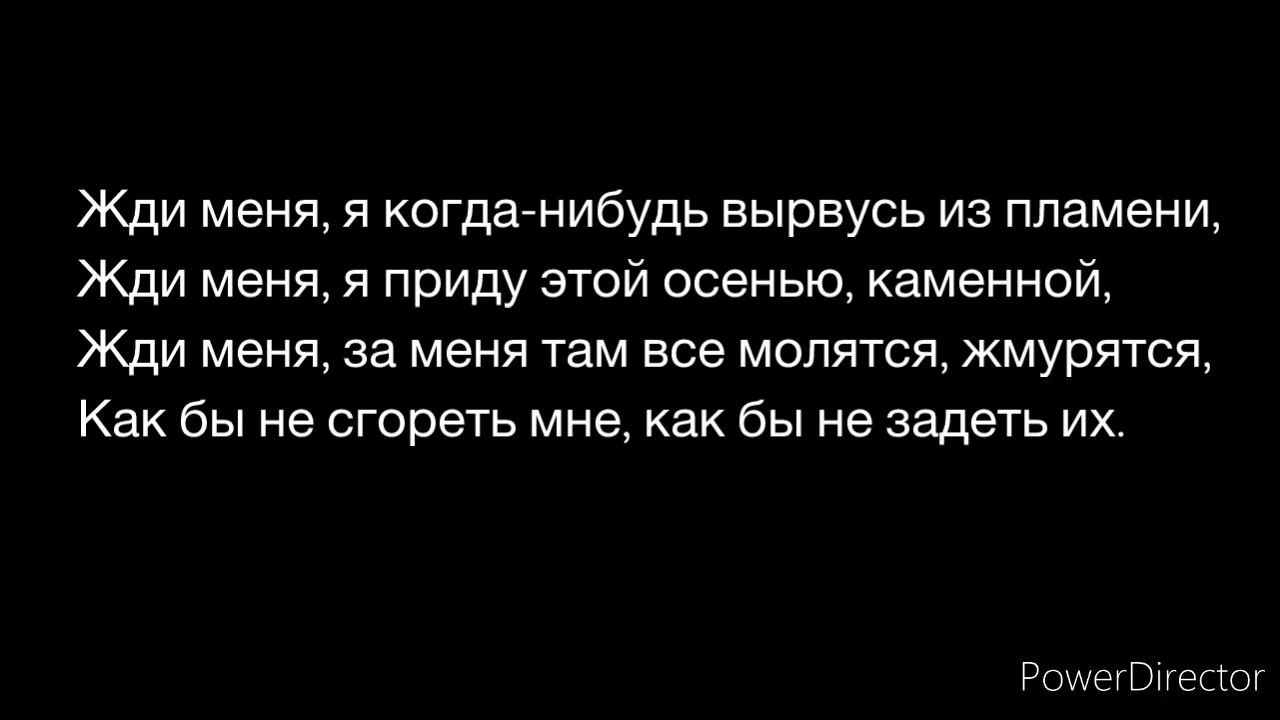 Жди меня, я когда-нибудь вырвусь из пламени,
Жди меня, я приду этой осенью, каменной,
Жди меня, за меня там все молятся, жмурятся,
Как бы не сгореть мне, как бы не задеть их.
PowerDirector